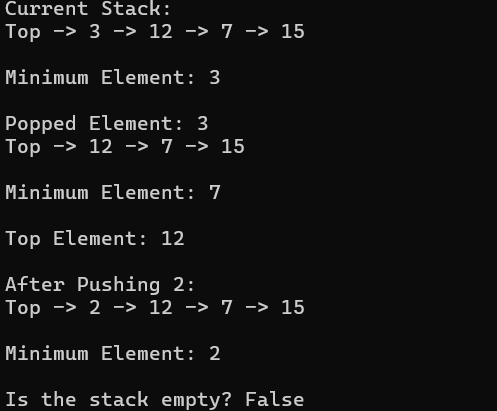 Current Stack:
Top -> 3 -> 12 -> 7 -> 15
Minimum Element: 3
Popped Element: 3
Top -> 12 -> 7 -> 15
Minimum Element: 7
Top Element: 12
After Pushing 2:
Top -> 2 -> 12 -> 7 -> 15
Minimum Element: 2
Is the stack empty? False